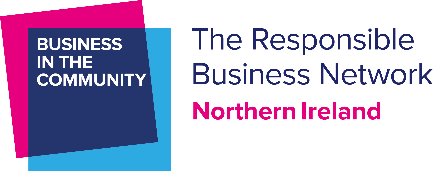 BUSINESS
IN THE
COMMUNITY
The Responsible
Business Network
Northern Ireland